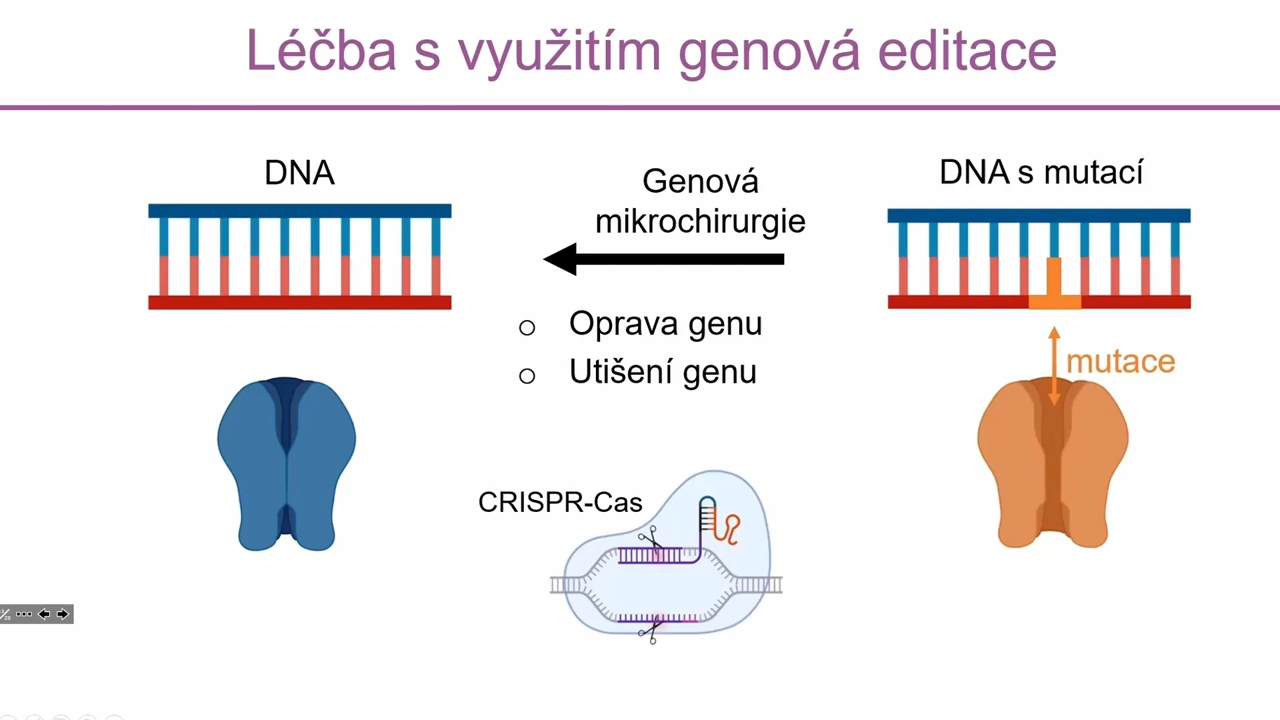 Léčba s využitím genová editace
DNA
Genová
mikrochirurgie
DNA s mutací
Oprava genu
Utišení genu
mutace
CRISPR-Cas